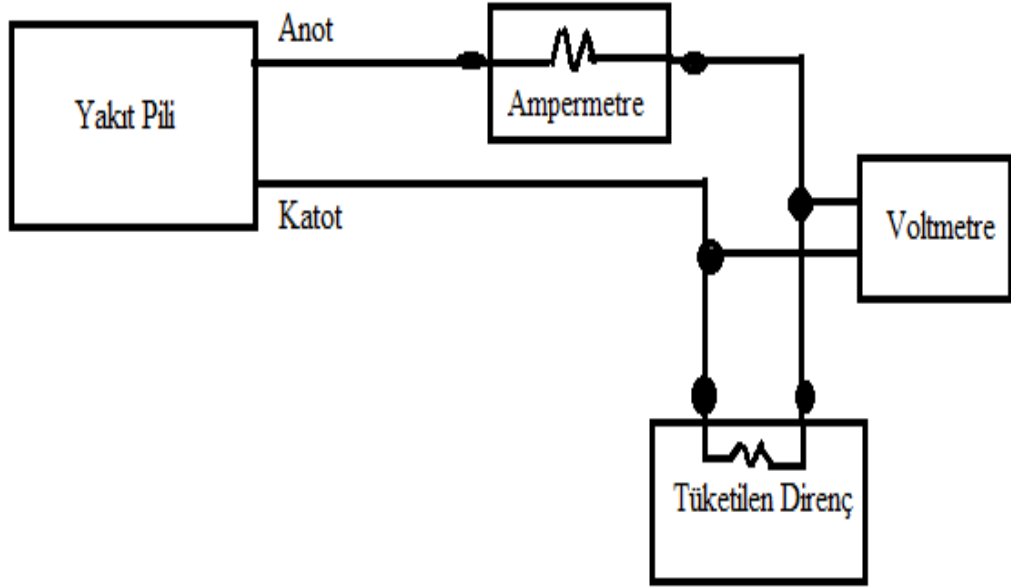 Anot
Ampermetre
Yakıt Pili
Katot
Voltmetre
Tüketilen Direnç